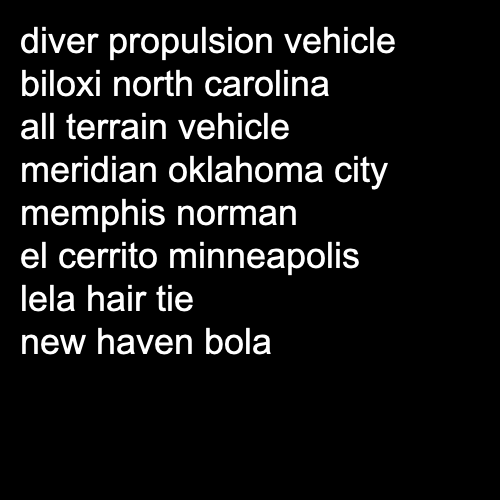 diver propulsion vehicle
biloxi north carolina
all terrain vehicle
meridian oklahoma city
memphis norman
el cerrito minneapolis
lela hair tie
new haven bola